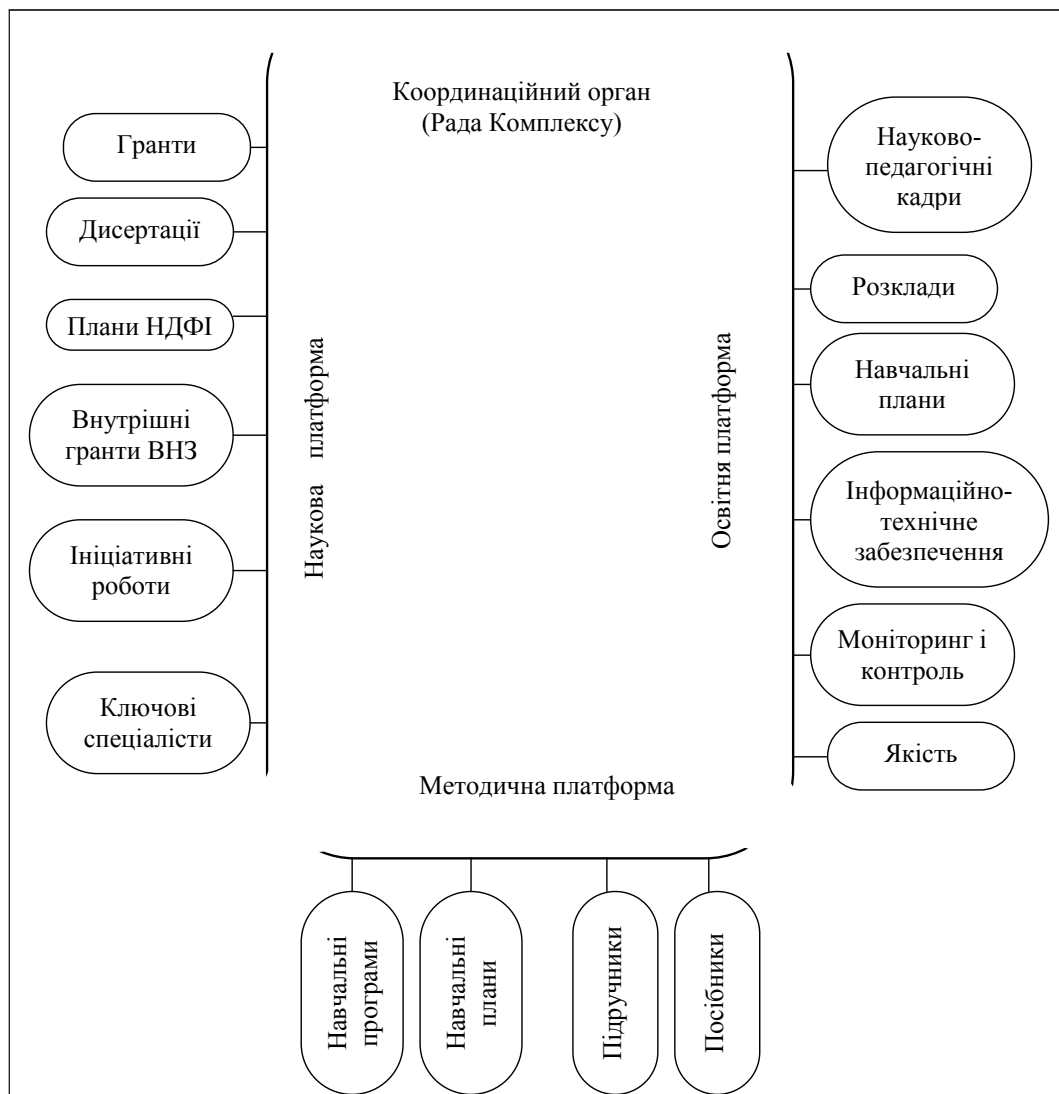 Координаційний орган
(Рада Комплексу)
Гранти
Дисертації
Плани НДФІ
Внутрішні
гранти ВНЗ
Ініціативні
роботи
Ключові
спеціалісти
Наукова платформа
Освітня платформа
Науково-
педагогічні
кадри
Розклади
Навчальні
плани
Інформаційно-
технічне
забезпечення
Моніторинг і
контроль
Якість
Методична платформа
Навчальні
програми
Навчальні
плани
Підручники
Посібники